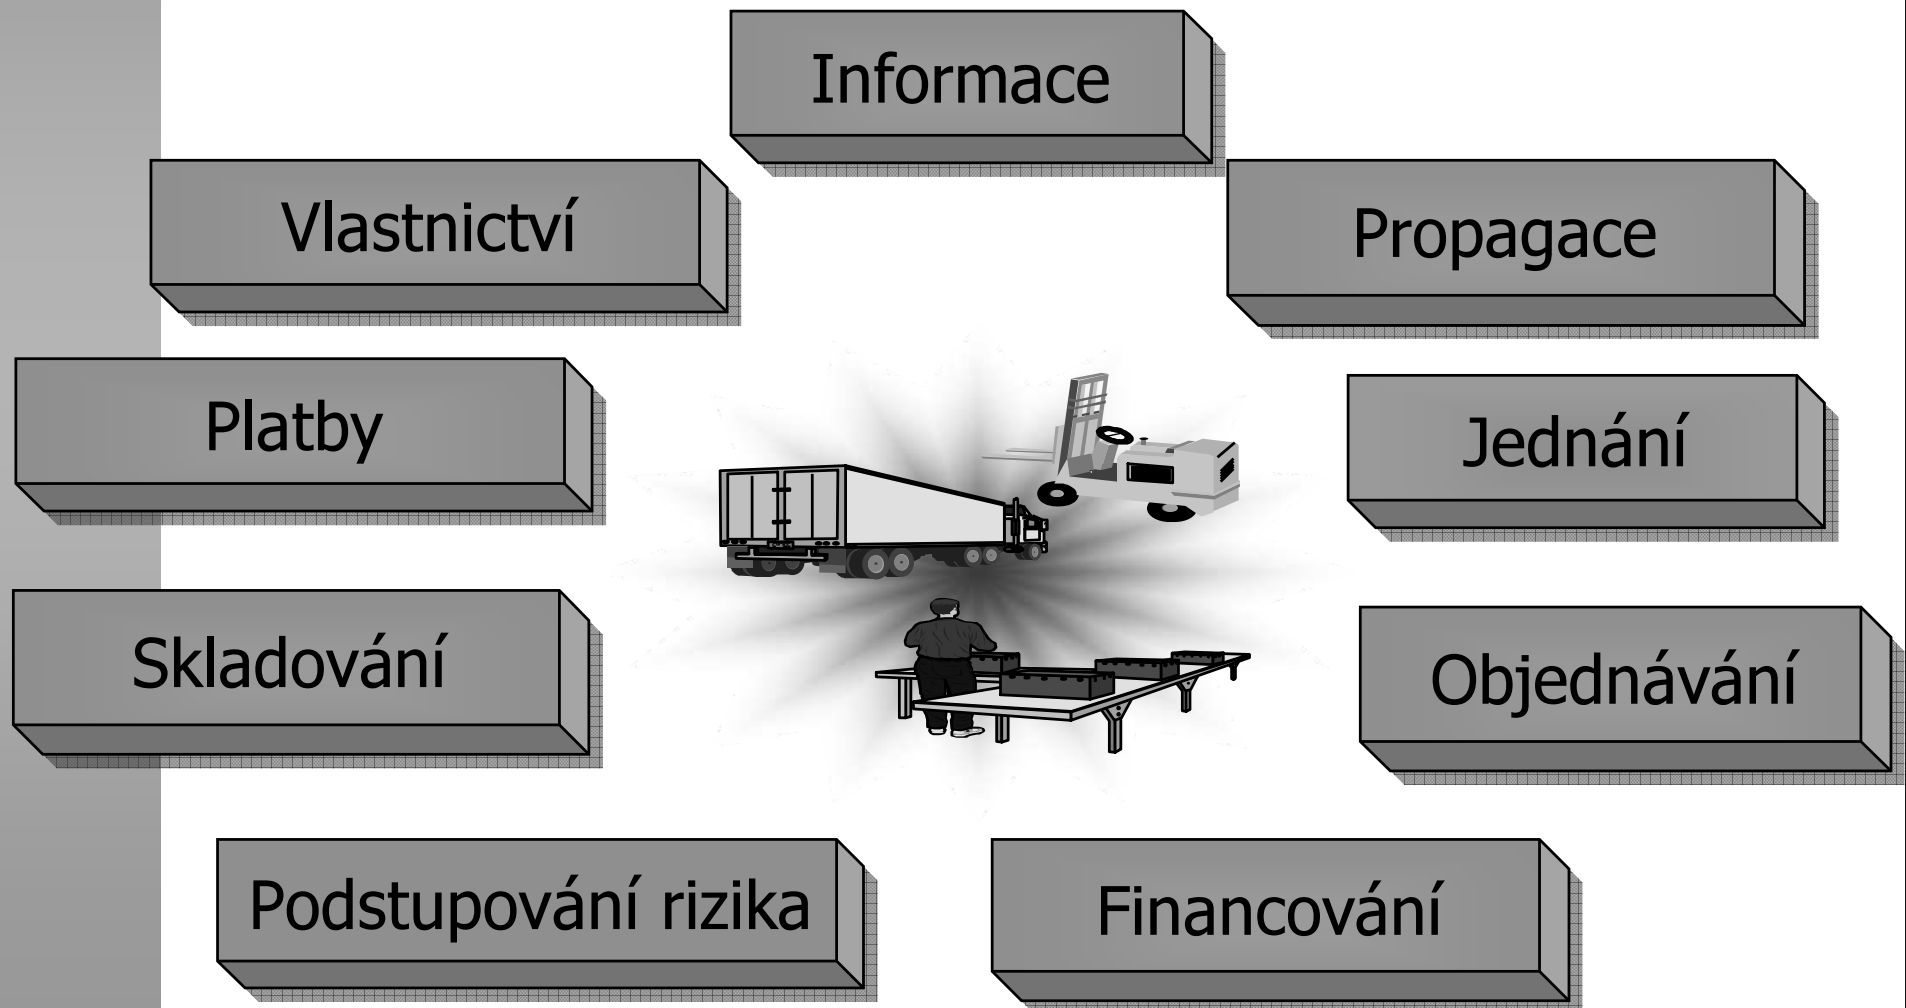 Informace
Vlastnictví
Propagace
Platby
Jednání
Skladování
Objednávání
Podstupování rizika
Financování